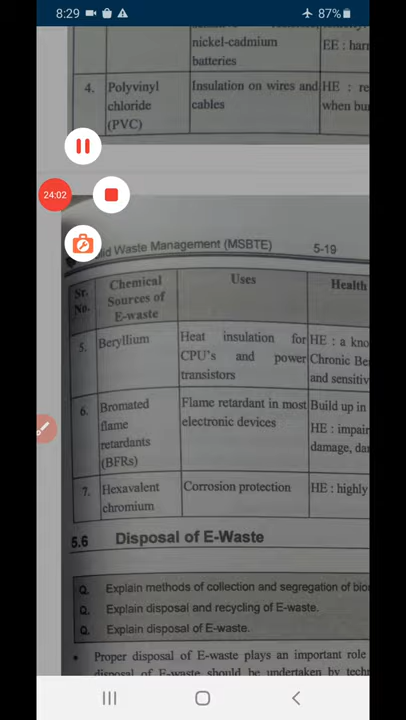 8:29
87%
nickel-cadmium
EE : harr
batteries
4. Polyvinyl chloride (PVC)
Insulation on wires and cables
HE : re
when bu
24:02
Waste Management (MSBTE) 5-19
Sr. No.
Chemical Sources of E-waste
Uses
Health
5. Beryllium
Heat insulation for CPU's and power transistors
HE : a kno
Chronic Be
and sensitiv
6. Bromated flame retardants (BFRs)
Flame retardant in most electronic devices
Build up in
HE : impair
damage, da
7. Hexavalent chromium
Corrosion protection
HE : highly
5.6 Disposal of E-Waste
Q. Explain methods of collection and segregation of bio
Q. Explain disposal and recycling of E-waste.
Q. Explain disposal of E-waste.
• Proper disposal of E-waste plays an important role
disposal of E-waste should be undertaken by tech